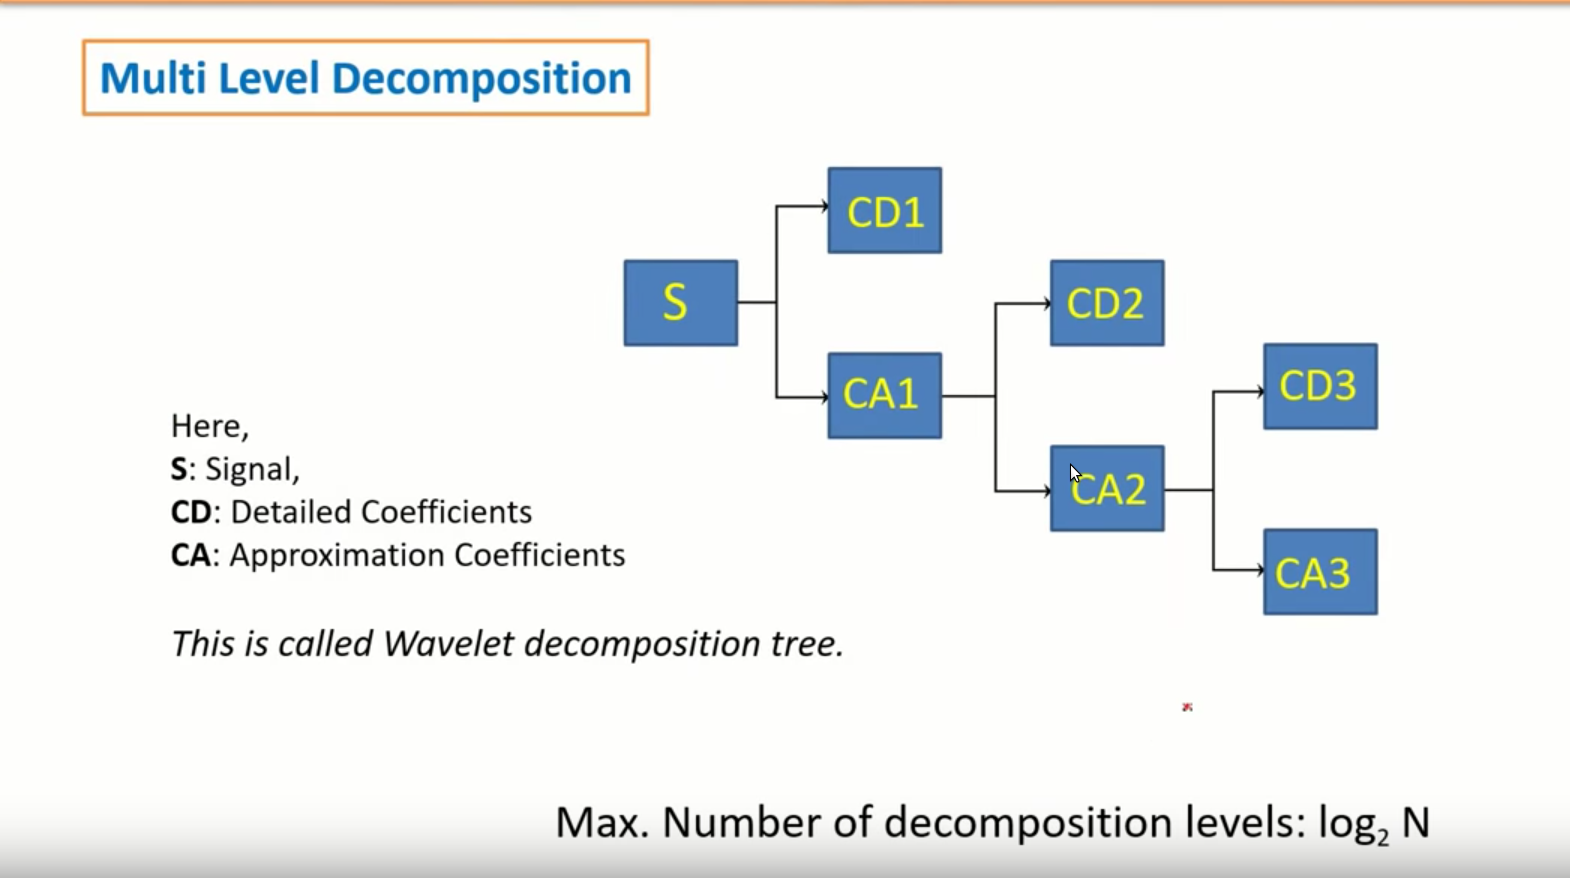 Multi Level Decomposition
CD1
S
CD2
CA1
CD3
CA2
CA3
Here,
S: Signal,
CD: Detailed Coefficients
CA: Approximation Coefficients
This is called Wavelet decomposition tree.
Max. Number of decomposition levels: log₂ N